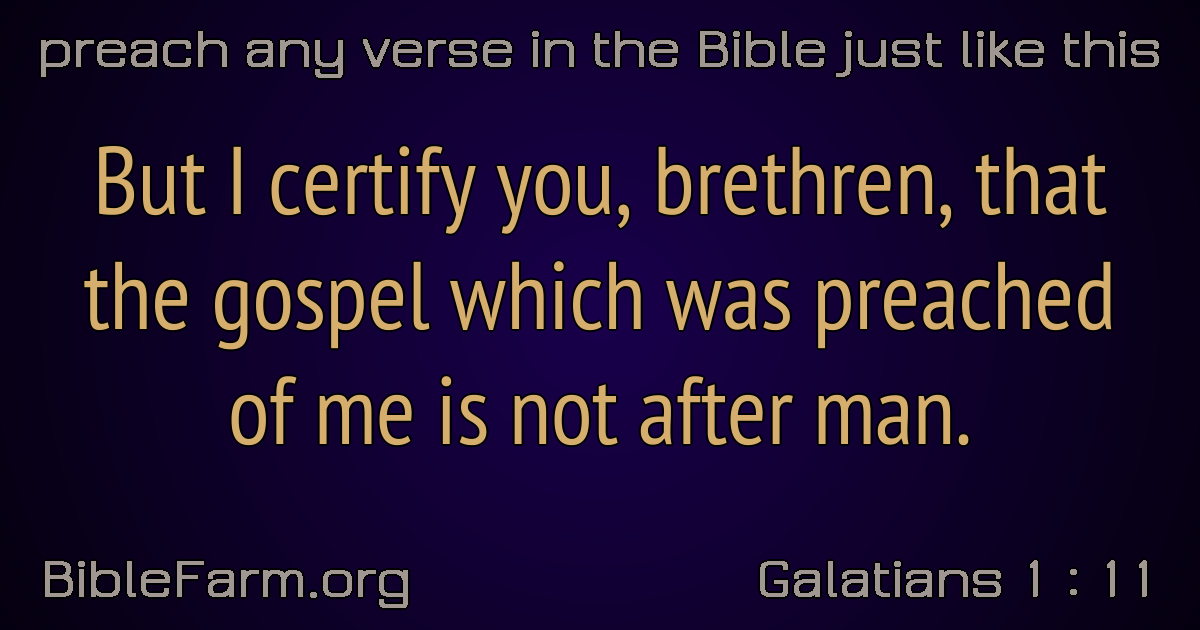 preach any verse in the Bible just like this
But I certify you, brethren, that
the gospel which was preached
of me is not after man.
BibleFarm.org
Galatians 1 : 11